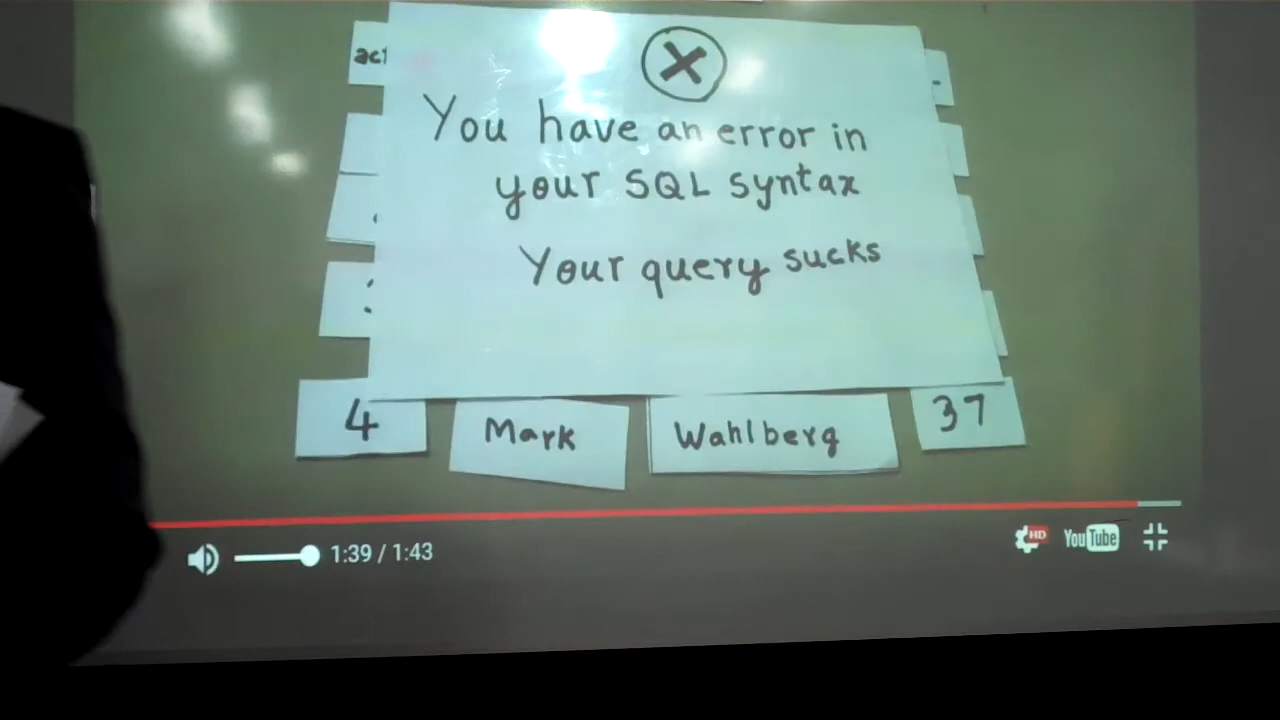 act
You have an error in
your SQL syntax
Your query sucks
4 Mark Wahlberg 37
1:39 / 1:43 HD YouTube